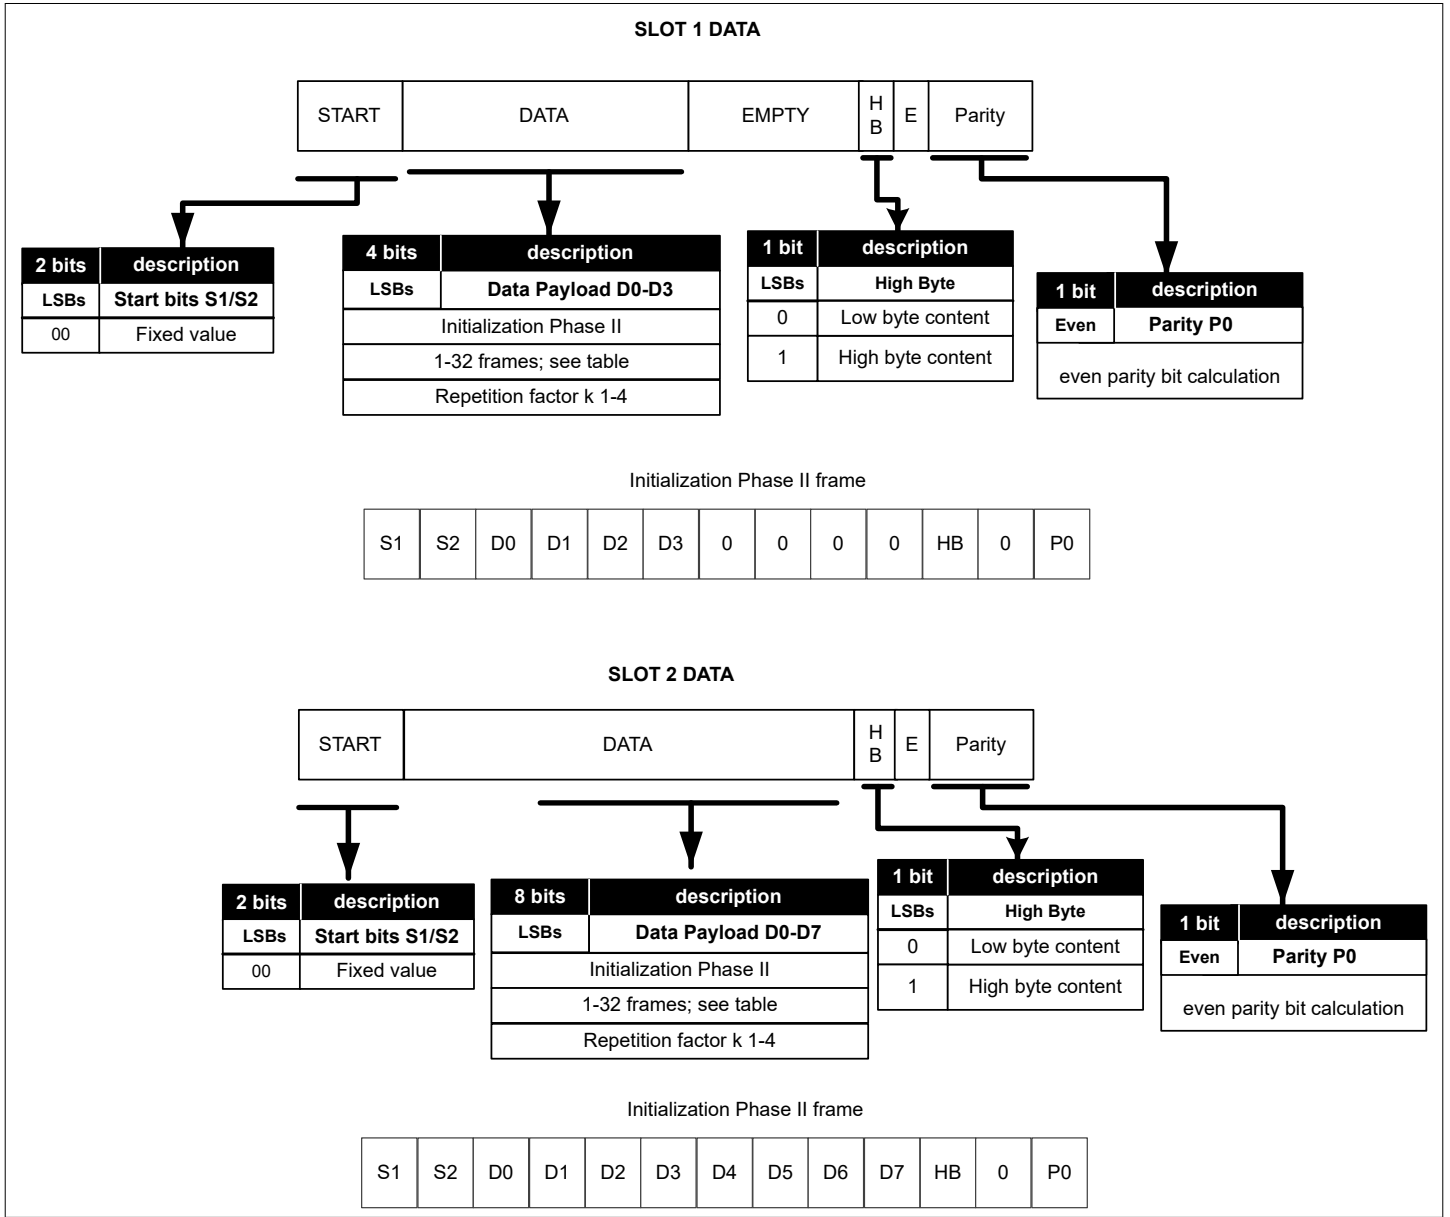 SLOT 1 DATA
START DATA EMPTY H B E Parity
2 bits description
LSBs Start bits S1/S2
00 Fixed value
4 bits description
LSBs Data Payload D0-D3
Initialization Phase II
1-32 frames; see table
Repetition factor k 1-4
1 bit description
LSBs High Byte
0 Low byte content
1 High byte content
1 bit description
Even Parity P0
even parity bit calculation
Initialization Phase II frame
S1 S2 D0 D1 D2 D3 0 0 0 0 HB 0 P0
SLOT 2 DATA
START DATA H B E Parity
2 bits description
LSBs Start bits S1/S2
00 Fixed value
8 bits description
LSBs Data Payload D0-D7
Initialization Phase II
1-32 frames; see table
Repetition factor k 1-4
1 bit description
LSBs High Byte
0 Low byte content
1 High byte content
1 bit description
Even Parity P0
even parity bit calculation
Initialization Phase II frame
S1 S2 D0 D1 D2 D3 D4 D5 D6 D7 HB 0 P0